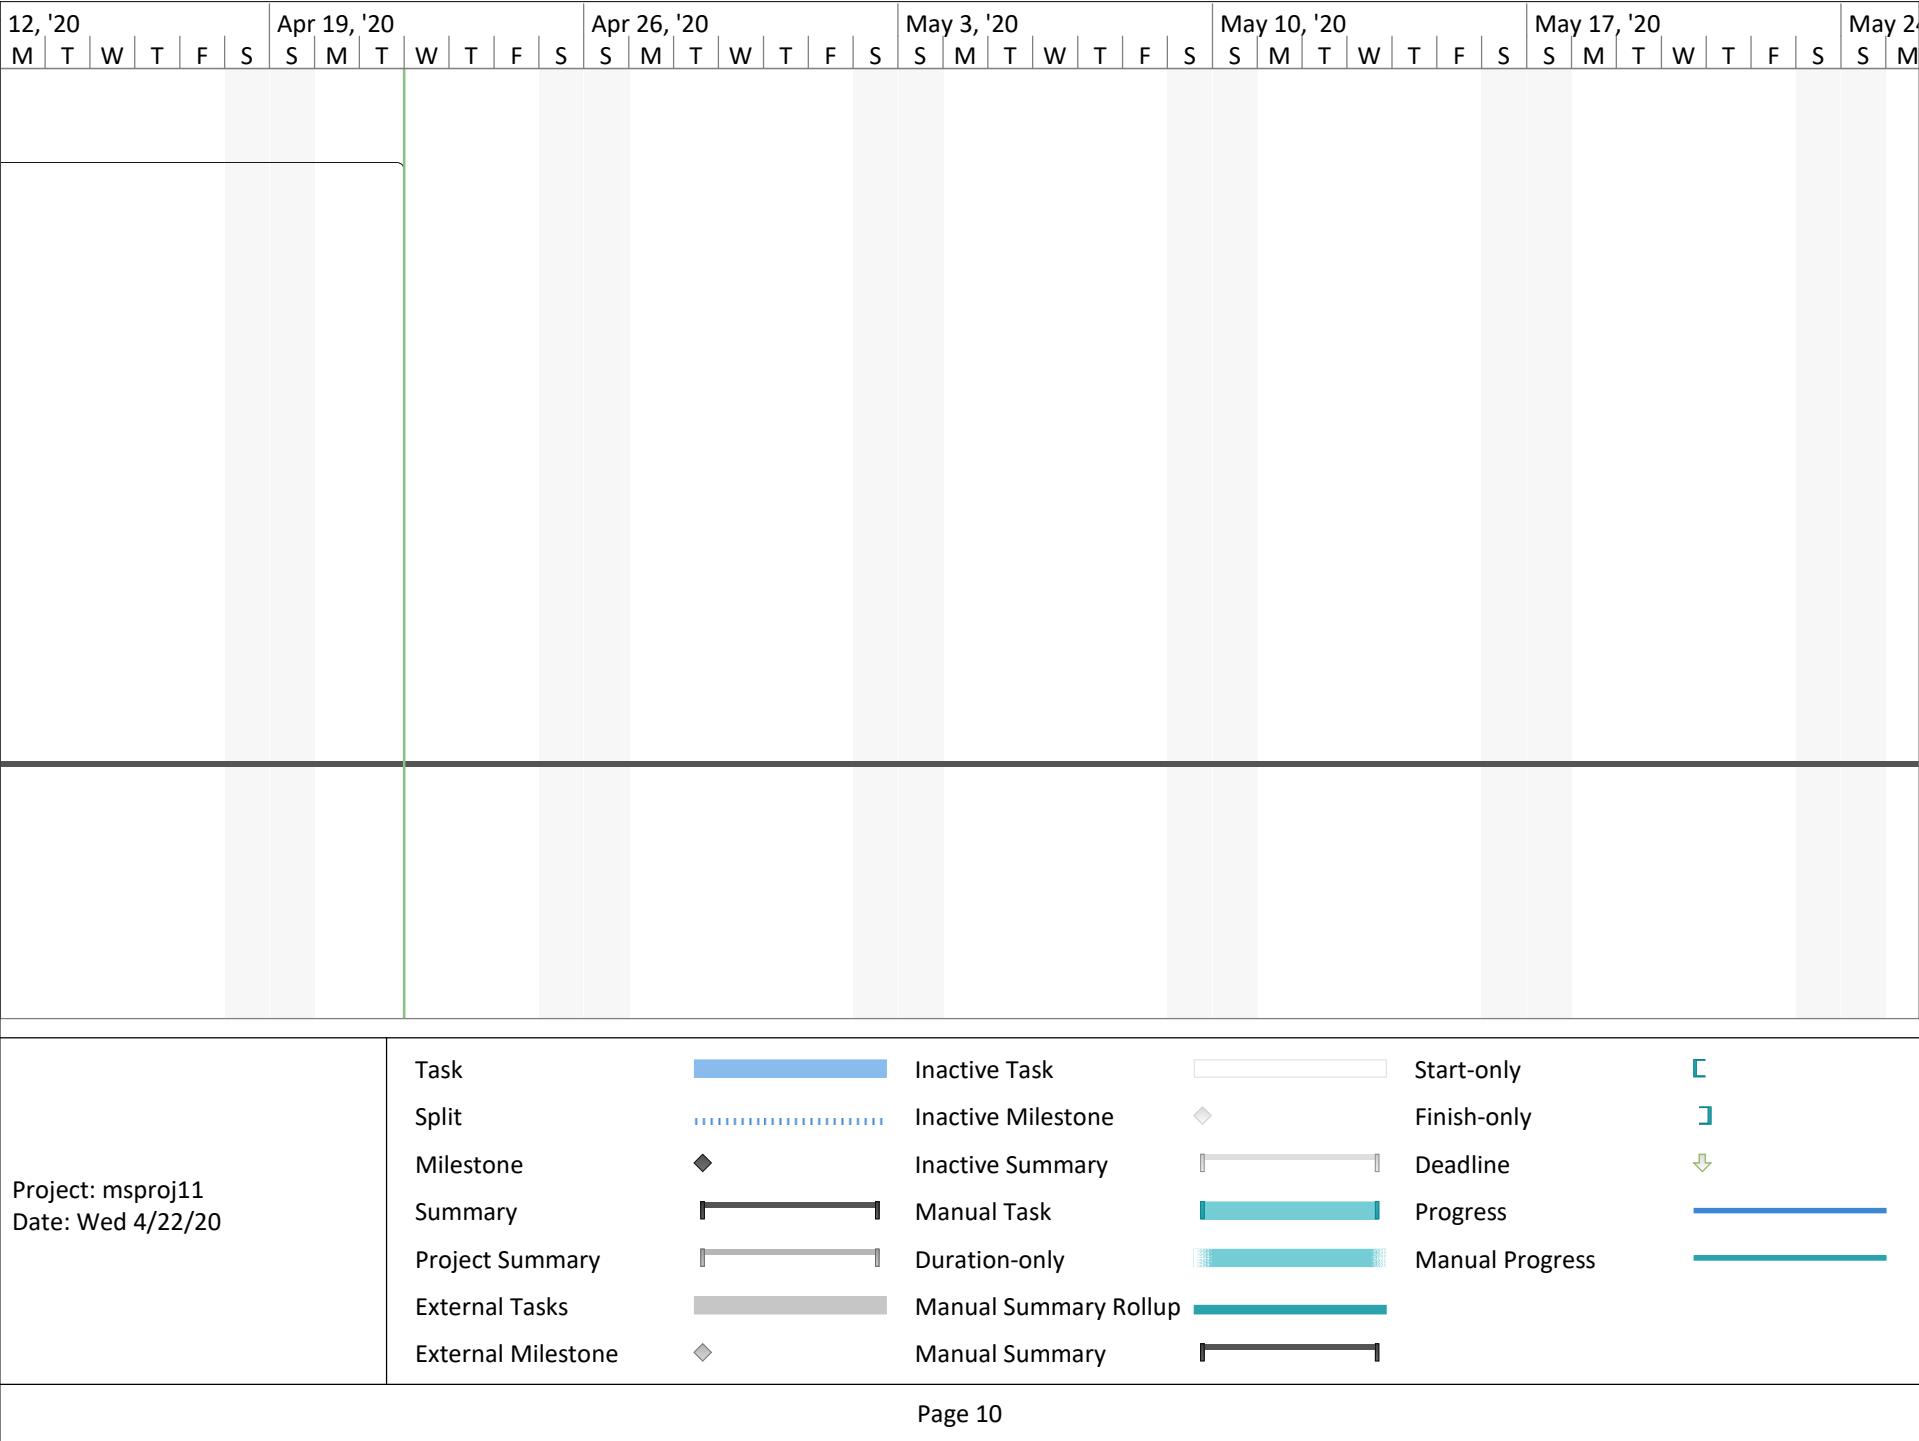 12, '20 Apr 19, '20 Apr 26, '20 May 3, '20 May 10, '20 May 17, '20 May 24
M T W T F S S M T W T F S S M T W T F S S M T W T F S S M T W T F S S M T W T F S S M
Task Inactive Task Start-only
Split Inactive Milestone Finish-only
Milestone Inactive Summary Deadline
Project: msproj11
Date: Wed 4/22/20
Summary Manual Task Progress
Project Summary Duration-only Manual Progress
External Tasks Manual Summary Rollup
External Milestone Manual Summary
Page 10